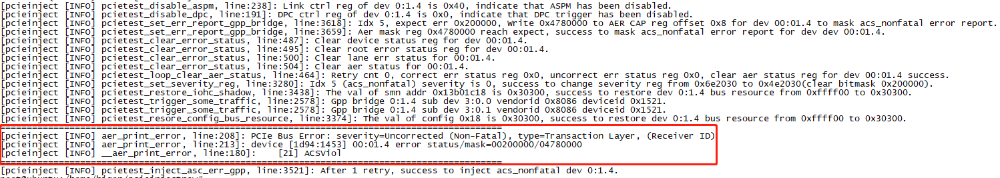 [pcieinject [INFO] pcietest_disable_aspm, line:238]: Link ctrl reg of dev 0:1.4 is 0x40, indicate that ASPM has been disabled.
[pcieinject [INFO] pcietest_disable_dpc, line:191]: DPC ctrl reg of dev 0:1.4 is 0x0, indicate that DPC trigger has been disabled.
[pcieinject [INFO] pcietest_set_err_report_gpp_bridge, line:3618]: Idx 5, expect err 0x200000, Write 0x4780000 to AER CAP reg offset 0x8 for dev 00:01.4 to mask acs_nonfatal error report.
[pcieinject [INFO] pcietest_set_err_report_gpp_bridge, line:3659]: Aer mask reg 0x4780000 reach expect, success to mask acs_nonfatal error report for dev dev 00:01.4.
[pcieinject [INFO] pcietest_clear_error_status, line:487]: Clear device status reg for dev 00:01.4.
[pcieinject [INFO] pcietest_clear_error_status, line:495]: Clear root error status reg for dev 00:01.4.
[pcieinject [INFO] pcietest_clear_error_status, line:500]: Clear lane err status for 00:01.4.
[pcieinject [INFO] pcietest_clear_error_status, line:504]: Clear aer status for 00:01.4.
[pcieinject [INFO] pcietest_loop_clear_aer_status, line:464]: Retry cnt 0, correct err status reg 0x0, uncorrect err status reg 0x0, clear aer status reg for dev 00:01.4 success.
[pcieinject [INFO] pcietest_set_severity_reg, line:3280]: Idx 5 (acs_nonfatal) severity is 0, success to change severity reg from 0x6e2030 to 0x4e2030(Clear bitmask 0x200000).
[pcieinject [INFO] pcietest_restore_iohc_shadow, line:3438]: The val of smn addr 0x13b01c18 is 0x30300, success to restore dev 0:1.4 bus resource from 0xffff00 to 0x30300.
[pcieinject [INFO] pcietest_trigger_some_traffic, line:2578]: Gpp bridge 0:1.4 sub dev 3:0.0 vendorid 0x8086 deviceid 0x1521.
[pcieinject [INFO] pcietest_trigger_some_traffic, line:2578]: Gpp bridge 0:1.4 sub dev 3:0.1 vendorid 0x8086 deviceid 0x1521.
[pcieinject [INFO] pcietest_resore_config_bus_resource, line:3374]: The val of config 0x18 is 0x30300, success to restore dev 0:1.4 bus resource from 0xffff00 to 0x30300.
[pcieinject [INFO] aer_print_error, line:208]: PCIe Bus Error: severity=Uncorrected (Non-Fatal), type=Transaction Layer, (Receiver ID)
[pcieinject [INFO] aer_print_error, line:213]: device [1d94:1453] 00:01.4 error status/mask=00200000/04780000
[pcieinject [INFO] __aer_print_error, line:180]: [21] ACSViol
[pcieinject [INFO] pcietest_inject_asc_err_gpp, line:3521]: After 1 retry, success to inject acs_nonfatal dev 0:1.4.